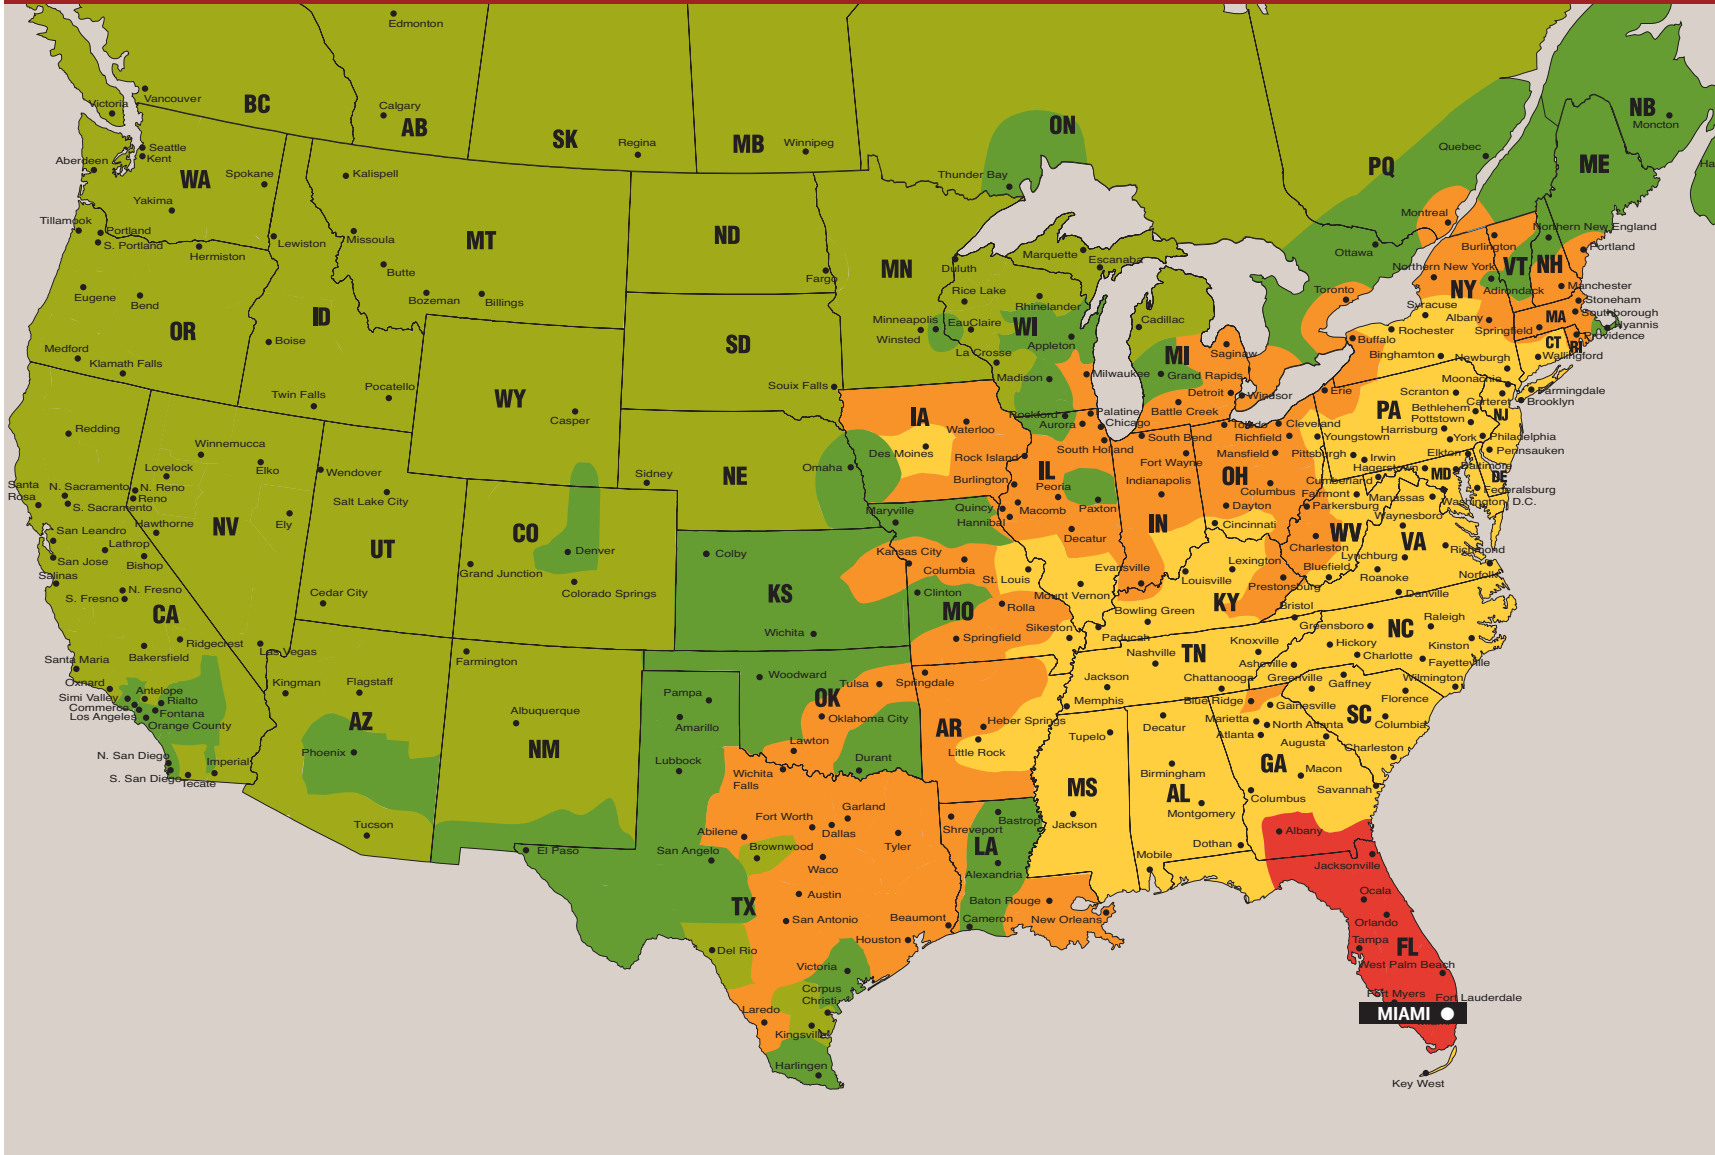 Edmonton
Vancouver
Victoria
BC
Calgary
AB
SK
Regina
MB
Winnipeg
ON
Thunder Bay
PQ
Quebec
NB
Moncton
Ha
ME
Seattle
Kent
Aberdeen
WA
Spokane
Yakima
Kalispell
Tillamook
Portland
S. Portland
Hermiston
Lewiston
Missoula
MT
Butte
Bozeman
Billings
ND
Fargo
MN
Duluth
Marquette
Escanaba
Rice Lake
Rhinelander
Minneapolis
EauClaire
WI
Winsted
Appleton
La Crosse
Madison
Milwaukee
Cadillac
MI
Saginaw
Grand Rapids
Detroit
Windsor
Battle Creek
Montreal
Ottawa
Toronto
Northern New England
Burlington
Portland
VT
NH
Northern New York
NY
Adirondack
Manchester
Stoneham
Southborough
Hyannis
Providence
MA
Syracuse
Albany
Springfield
CT
RI
Wallingford
Rochester
Buffalo
Binghamton
Newburgh
Moonachie
Farmingdale
Brooklyn
Carteret
NJ
Erie
PA
Scranton
Bethlehem
Pottstown
Harrisburg
York
Philadelphia
Pennsauken
Elkton
Eugene
Bend
OR
Medford
Klamath Falls
ID
Boise
Twin Falls
Pocatello
WY
Casper
SD
Souix Falls
IA
Waterloo
Des Moines
Rockford
Aurora
Palatine
Chicago
South Holland
Rock Island
Burlington
IL
Peoria
Macomb
Paxton
Quincy
Hannibal
Decatur
South Bend
Fort Wayne
Indianapolis
IN
Toledo
Cleveland
Richfield
Mansfield
OH
Columbus
Dayton
Cincinnati
Youngstown
Pittsburgh
Irwin
Hagerstown
Cumberland
Fairmont
Parkersburg
MD
Baltimore
DE
Federalsburg
Washington, D.C.
Manassas
Waynesboro
WV
VA
Charleston
Lynchburg
Richmond
Bluefield
Roanoke
Norfolk
Danville
Redding
Winnemucca
Lovelock
Elko
Wendover
Salt Lake City
Santa
Rosa
N. Sacramento
S. Sacramento
N. Reno
Reno
Hawthorne
NV
Ely
San Leandro
Lathrop
San Jose
Bishop
Salinas
N. Fresno
S. Fresno
CA
Ridgecrest
Bakersfield
Las Vegas
UT
Cedar City
CO
Denver
Grand Junction
Colorado Springs
Sidney
NE
Omaha
Maryville
Colby
KS
Wichita
Kansas City
Columbia
Clinton
MO
St. Louis
Rolla
Springfield
Sikeston
Mount Vernon
Evansville
Louisville
Lexington
Prestonsburg
KY
Bowling Green
Paducah
Bristol
Santa Maria
Oxnard
Simi Valley
Antelope
Rialto
Commerce
Fontana
Los Angeles
Orange County
N. San Diego
S. San Diego
Imperial
Tecate
Kingman
Flagstaff
AZ
Phoenix
Tucson
Farmington
Albuquerque
NM
El Paso
Woodward
Tulsa
OK
Oklahoma City
Lawton
Durant
Pampa
Amarillo
Lubbock
Wichita
Falls
Springdale
AR
Heber Springs
Little Rock
Nashville
TN
Knoxville
Jackson
Memphis
Chattanooga
Asheville
Greensboro
NC
Raleigh
Hickory
Kinston
Charlotte
Fayetteville
Wilmington
Greenville
Gaffney
Florence
SC
Columbia
Charleston
Blue Ridge
Gainesville
Marietta
North Atlanta
Atlanta
Augusta
GA
Macon
Savannah
Columbus
Albany
Tupelo
Decatur
Birmingham
MS
AL
Jackson
Montgomery
Dothan
Mobile
Garland
Fort Worth
Dallas
Abilene
Brownwood
Tyler
San Angelo
Waco
TX
Austin
San Antonio
Del Rio
Beaumont
Houston
Victoria
Corpus
Christi
Laredo
Kingsville
Harlingen
Shreveport
Bastrop
LA
Alexandria
Baton Rouge
Cameron
New Orleans
Jacksonville
Ocala
Orlando
Tampa
FL
West Palm Beach
Fort Myers
Fort Lauderdale
MIAMI
Key West